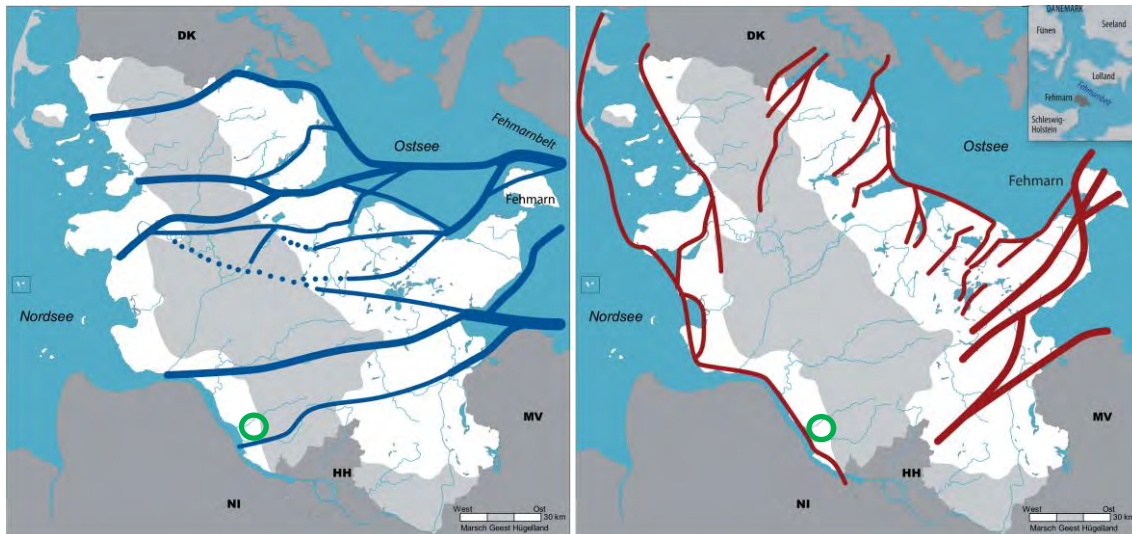 DK
Fehmarnbelt
Ostsee
Fehmarn
Nordsee
MV
HH
NI
West Ost
30 km
Marsch Geest Hügelland
DÄNEMARK
Fünen
Seeland
Lolland
Fehmarnbelt
Fehmarn
Schleswig-
Holstein
DK
Ostsee
Fehmarn
Nordsee
MV
HH
NI
West Ost
30 km
Marsch Geest Hügelland